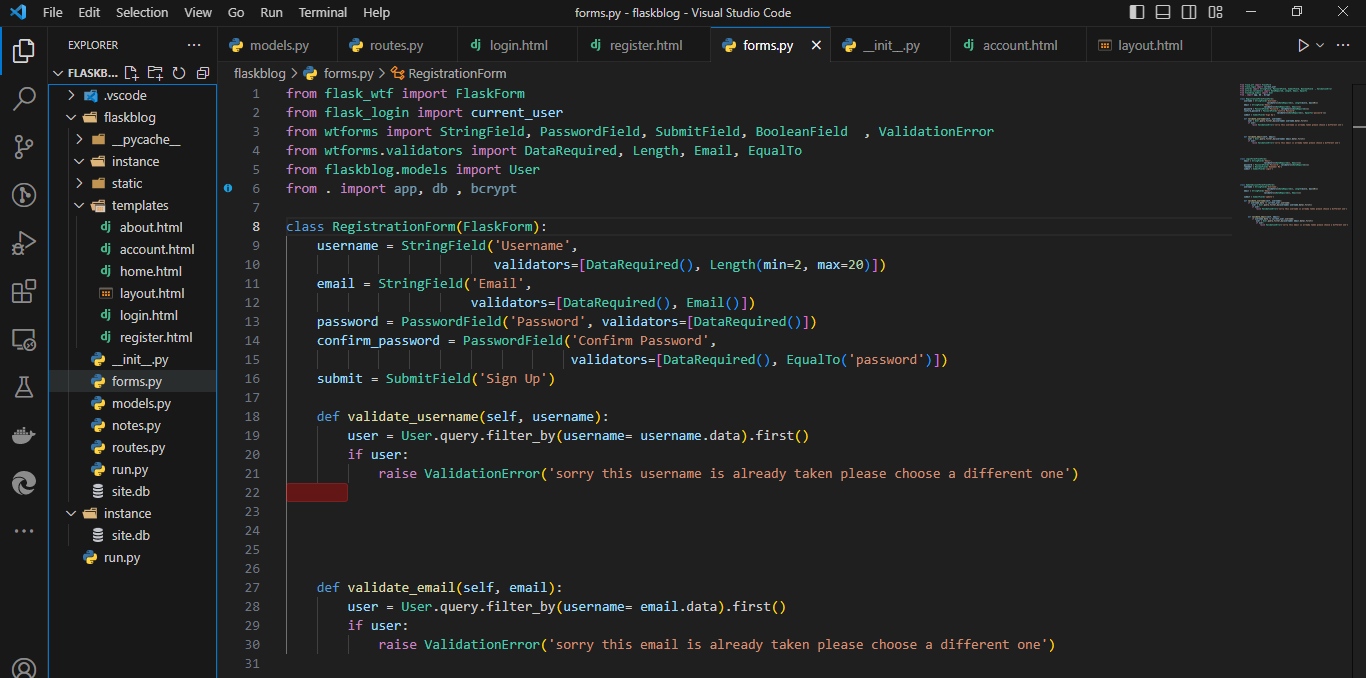 File Edit Selection View Go Run Terminal Help
forms.py - flaskblog - Visual Studio Code
EXPLORER
FLASKB...
.vscode
flaskblog
__pycache__
instance
static
templates
about.html
account.html
home.html
layout.html
login.html
register.html
__init__.py
forms.py
models.py
notes.py
routes.py
run.py
site.db
instance
site.db
run.py
models.py routes.py login.html register.html forms.py __init__.py account.html layout.html
flaskblog > forms.py > RegistrationForm
1 from flask_wtf import FlaskForm
2 from flask_login import current_user
3 from wtforms import StringField, PasswordField, SubmitField, BooleanField  , ValidationError
4 from wtforms.validators import DataRequired, Length, Email, EqualTo
5 from flaskblog.models import User
6 from . import app, db , bcrypt
7
8 class RegistrationForm(FlaskForm):
9     username = StringField('Username',
10                            validators=[DataRequired(), Length(min=2, max=20)])
11     email = StringField('Email',
12                         validators=[DataRequired(), Email()])
13     password = PasswordField('Password', validators=[DataRequired()])
14     confirm_password = PasswordField('Confirm Password',
15                                      validators=[DataRequired(), EqualTo('password')])
16     submit = SubmitField('Sign Up')
17
18     def validate_username(self, username):
19         user = User.query.filter_by(username= username.data).first()
20         if user:
21             raise ValidationError('sorry this username is already taken please choose a different one')
22
23
24
25
26
27     def validate_email(self, email):
28         user = User.query.filter_by(username= email.data).first()
29         if user:
30             raise ValidationError('sorry this email is already taken please choose a different one')
31